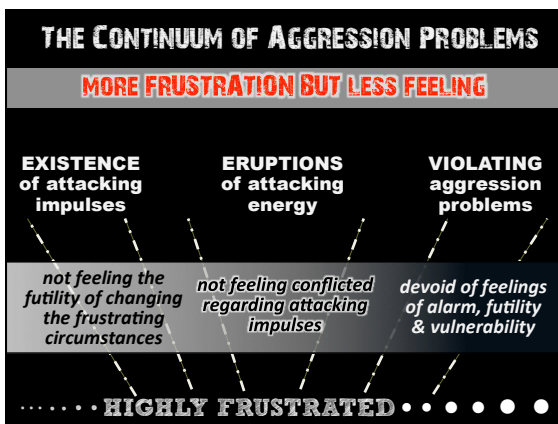 THE CONTINUUM OF AGGRESSION PROBLEMS
MORE FRUSTRATION BUT LESS FEELING
EXISTENCE
of attacking
impulses
ERUPTIONS
of attacking
energy
VIOLATING
aggression
problems
not feeling the
futility of changing
the frustrating
circumstances
not feeling conflicted
regarding attacking
impulses
devoid of feelings
of alarm, futility
& vulnerability
HIGHLY FRUSTRATED